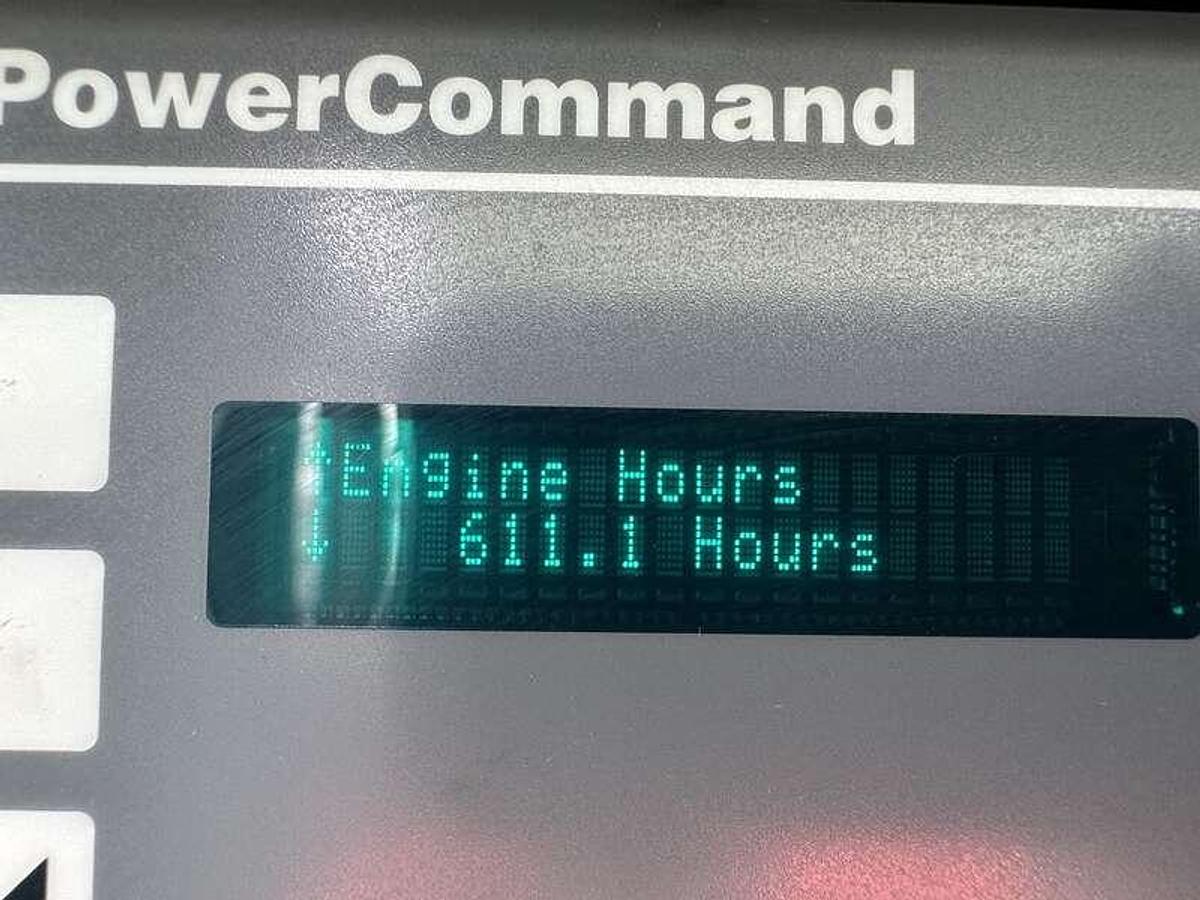 PowerCommand
↑Engine Hours
↓ 611.1 Hours